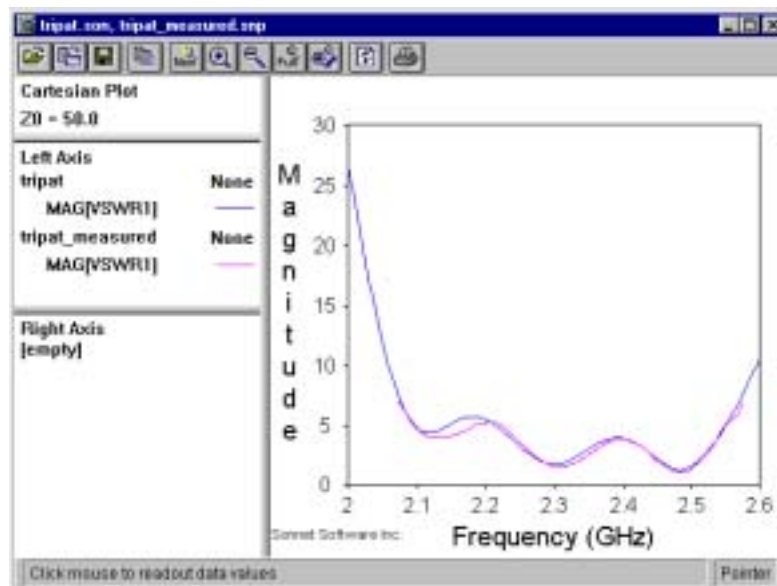 tripat.son, tripat_measured.snp
Cartesian Plot
Z0 = 50.0
Left Axis
tripat None
MAG[VSWR1]
tripat_measured None
MAG[VSWR1]
Right Axis
[empty]
Magnitude
30
25
20
15
10
5
0
2 2.1 2.2 2.3 2.4 2.5 2.6
Sonnet Software Inc.
Frequency (GHz)
Click mouse to readout data values
Pointer